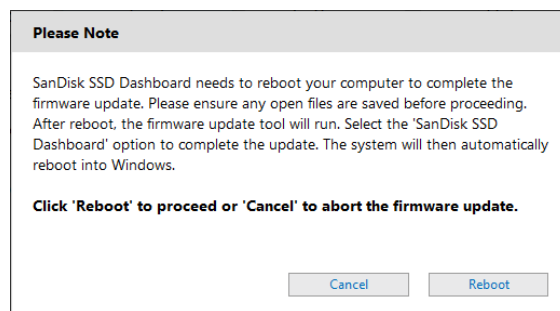 Please Note
SanDisk SSD Dashboard needs to reboot your computer to complete the
firmware update. Please ensure any open files are saved before proceeding.
After reboot, the firmware update tool will run. Select the 'SanDisk SSD
Dashboard' option to complete the update. The system will then automatically
reboot into Windows.
Click 'Reboot' to proceed or 'Cancel' to abort the firmware update.
Cancel
Reboot